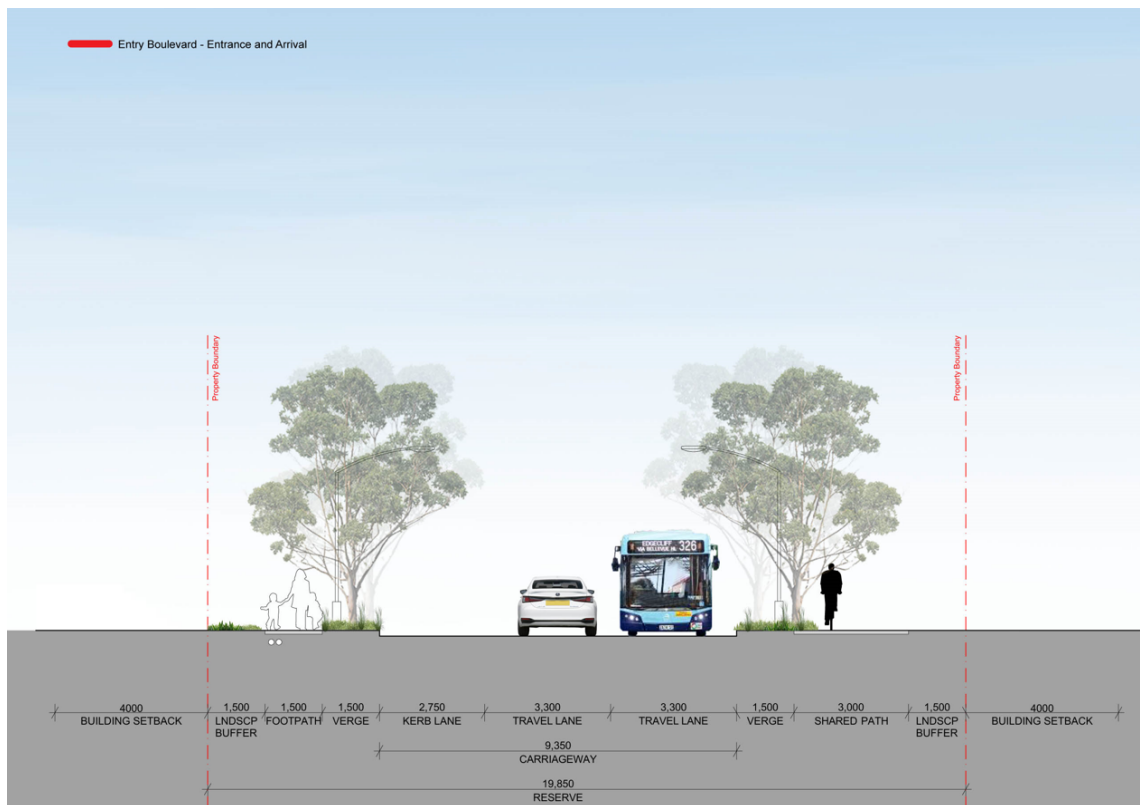 Entry Boulevard - Entrance and Arrival
Property Boundary
Property Boundary
EDGECLIFF
VIA BELLEVUE H.
326
4000
BUILDING SETBACK
1,500
LNDSCP
BUFFER
1,500
FOOTPATH
1,500
VERGE
2,750
KERB LANE
3,300
TRAVEL LANE
3,300
TRAVEL LANE
1,500
VERGE
3,000
SHARED PATH
1,500
LNDSCP
BUFFER
4000
BUILDING SETBACK
9,350
CARRIAGEWAY
19,850
RESERVE